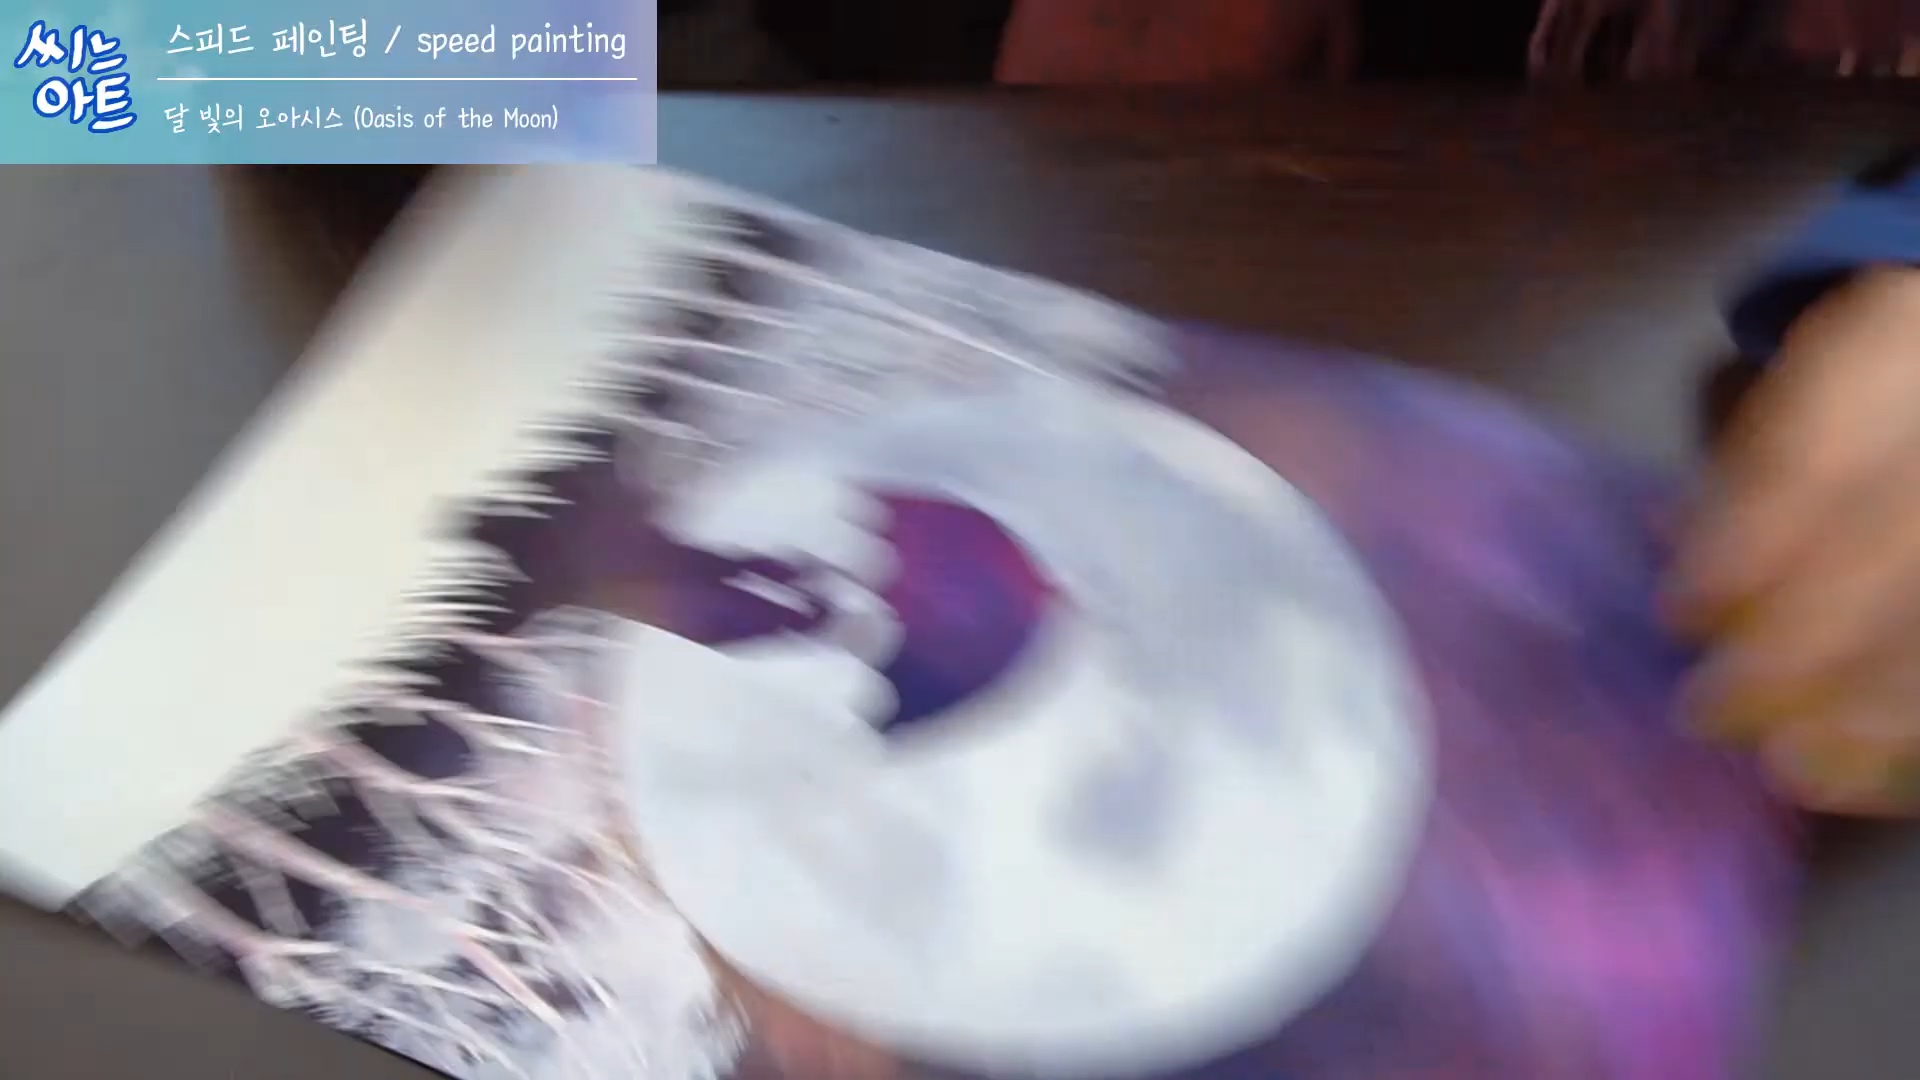 씨는
아트
스피드 페인팅 / speed painting
달 빛의 오아시스 (Oasis of the Moon)